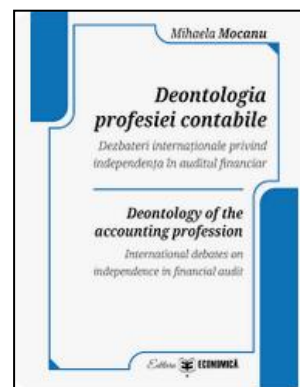 Mihaela Mocanu
Deontologia
profesiei contabile
Dezbateri internaționale privind
independența în auditul financiar
Deontology of the
accounting profession
International debates on
independence in financial audit
Editura ECONOMICĂ